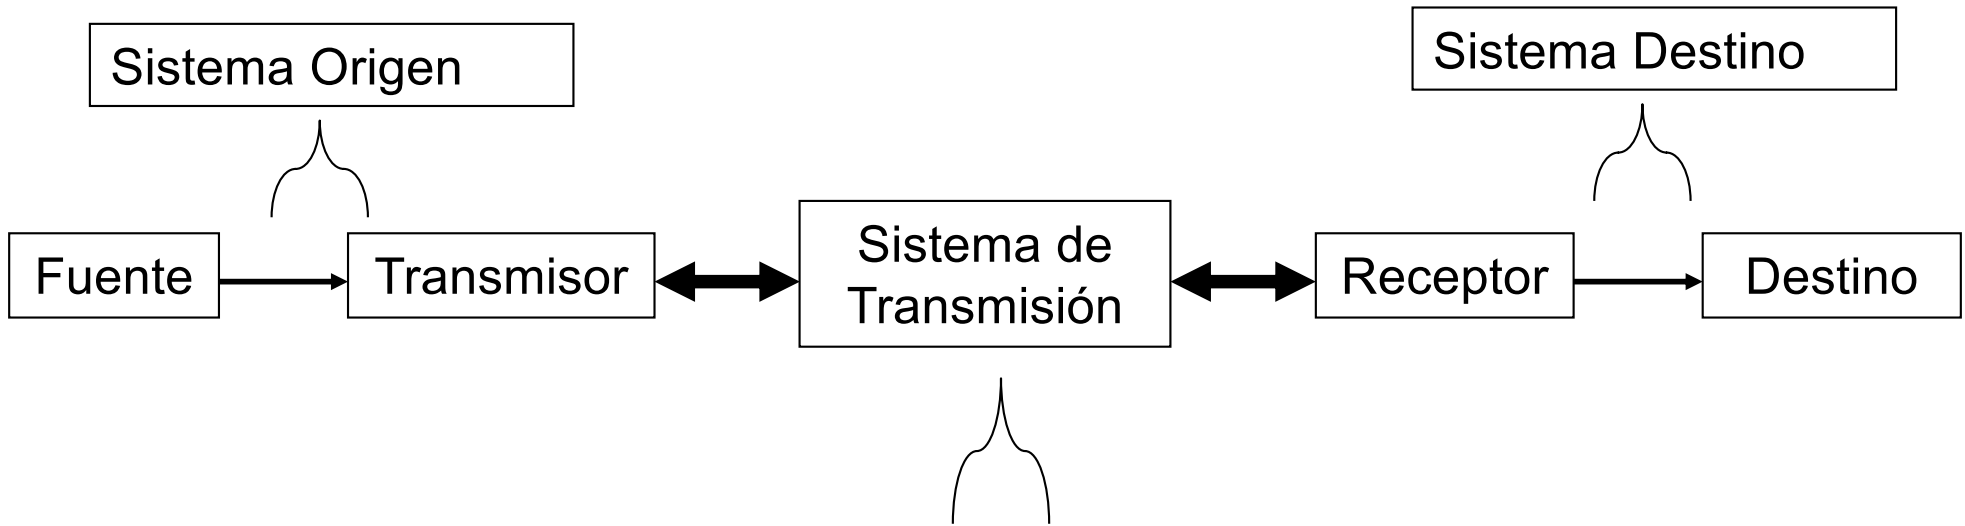 Sistema Origen
Sistema Destino
Fuente
Transmisor
Sistema de
Transmisión
Receptor
Destino